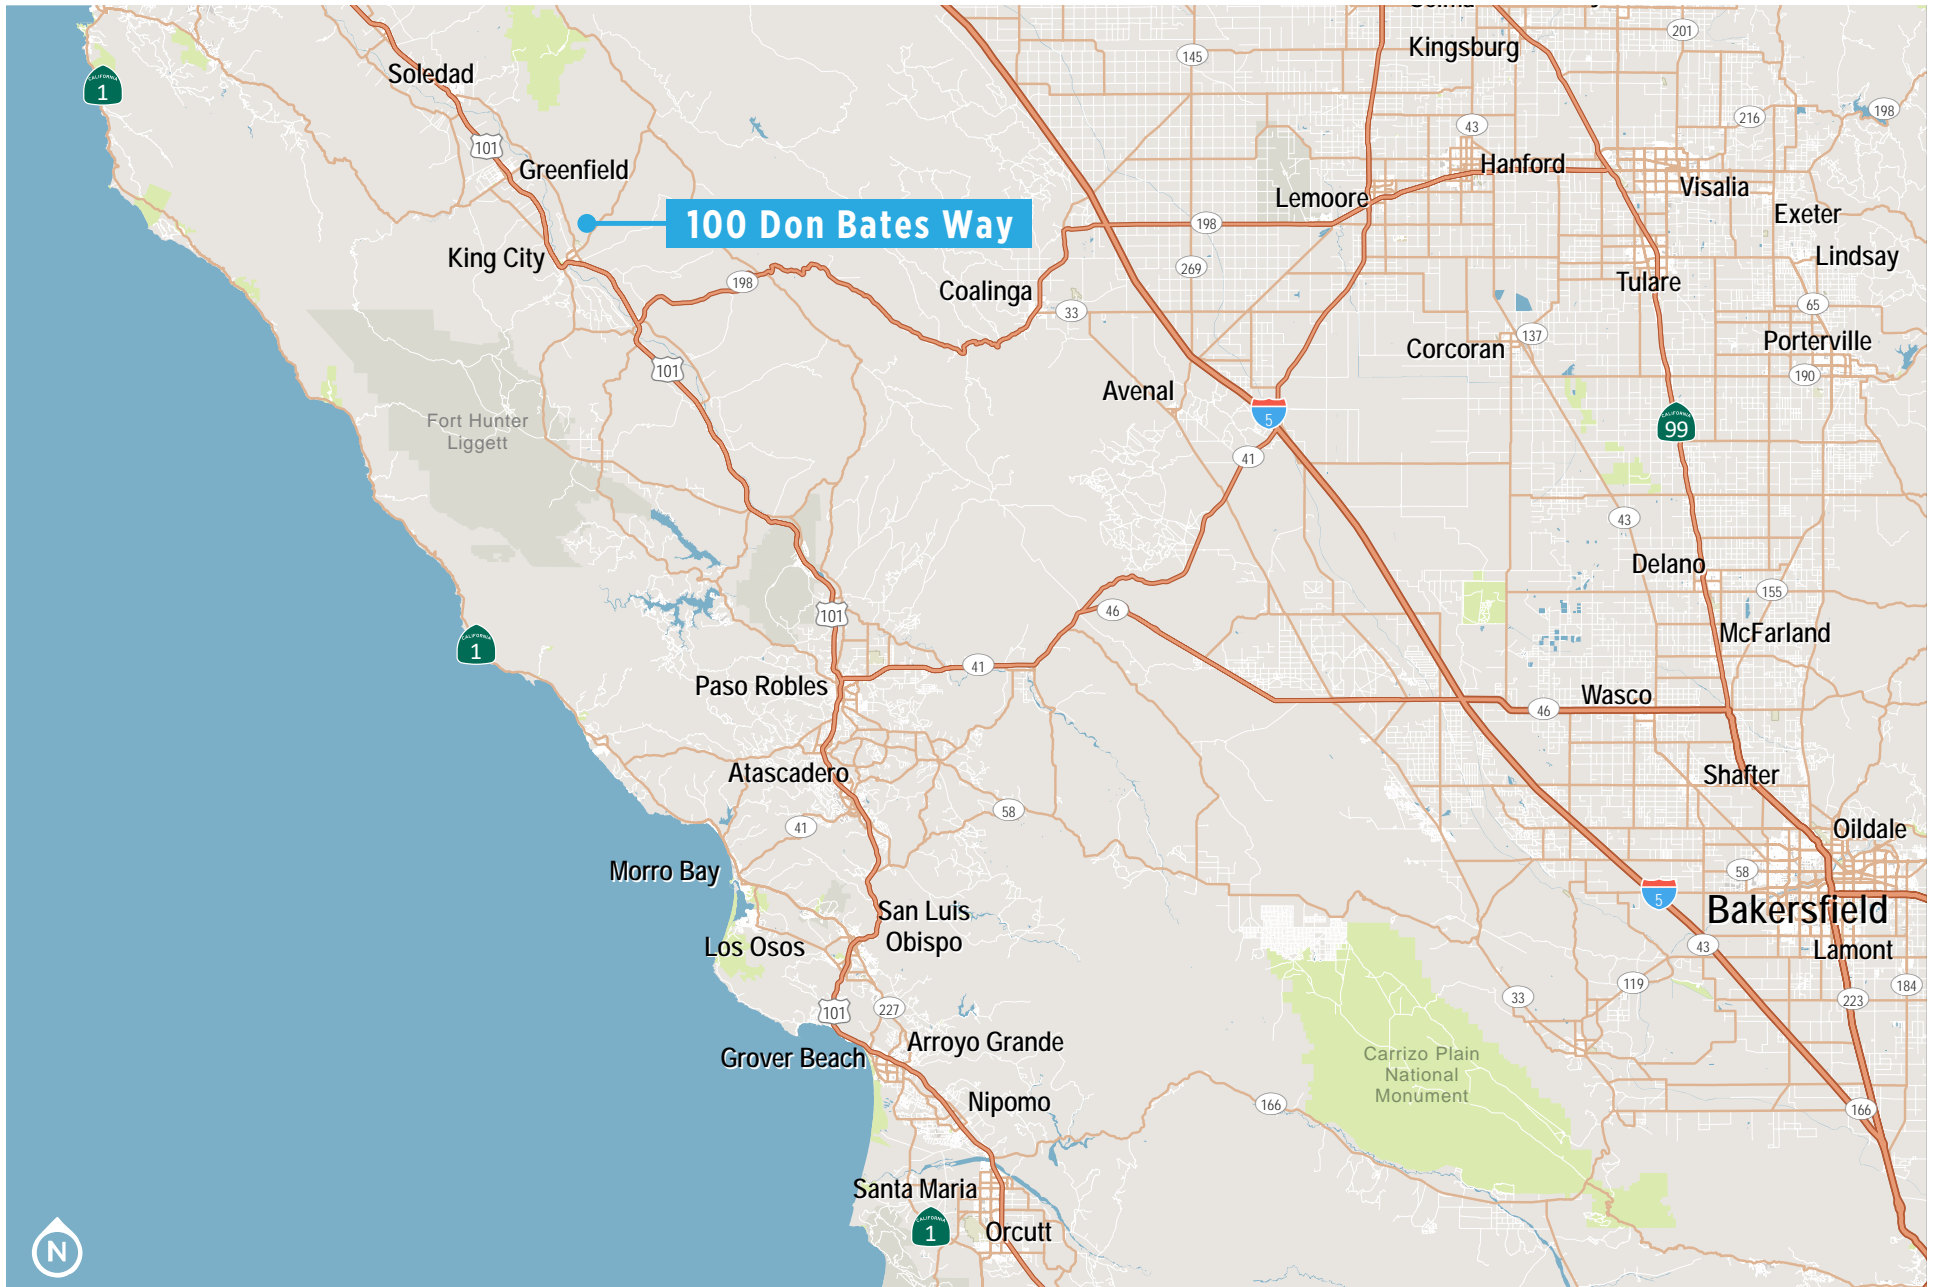 Kingsburg
201
145
Soledad
CALIFORNIA
1
198
216
43
101
Hanford
Greenfield
Visalia
Lemoore
Exeter
100 Don Bates Way
198
King City
Lindsay
269
198
Tulare
Coalinga
33
65
137
Porterville
Corcoran
101
190
Avenal
5
Fort Hunter
Liggett
CALIFORNIA
99
41
43
Delano
155
46
101
McFarland
CALIFORNIA
1
41
Paso Robles
Wasco
46
Atascadero
Shafter
58
41
Oildale
Morro Bay
58
5
Bakersfield
San Luis
Obispo
Los Osos
43
Lamont
119
184
33
223
227
101
Arroyo Grande
Grover Beach
Carrizo Plain
National
Monument
Nipomo
166
166
Santa Maria
CALIFORNIA
1
Orcutt
N